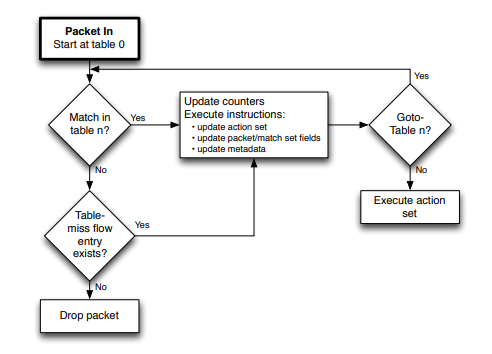 Packet In
Start at table 0
Yes
Match in
table n?
Yes
Update counters
Execute instructions:
• update action set
• update packet/match set fields
• update metadata
Goto-
Table n?
No
No
Execute action
set
Table-
miss flow
entry
exists?
Yes
No
Drop packet